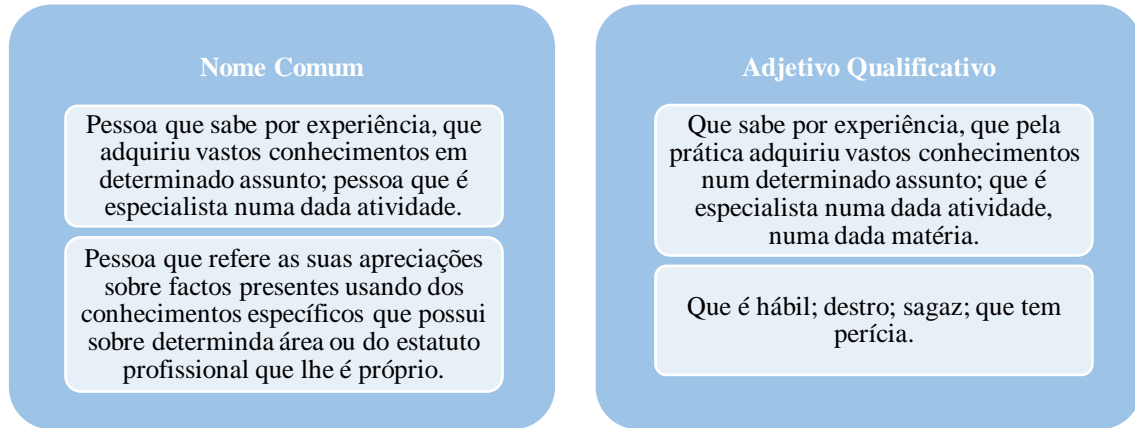 Nome Comum
Pessoa que sabe por experiência, que
adquiriu vastos conhecimentos em
determinado assunto; pessoa que é
especialista numa dada atividade.
Pessoa que refere as suas apreciações
sobre factos presentes usando dos
conhecimentos específicos que possui
sobre determinda área ou do estatuto
profissional que lhe é próprio.
Adjetivo Qualificativo
Que sabe por experiência, que pela
prática adquiriu vastos conhecimentos
num determinado assunto; que é
especialista numa dada atividade,
numa dada matéria.
Que é hábil; destro; sagaz; que tem
perícia.